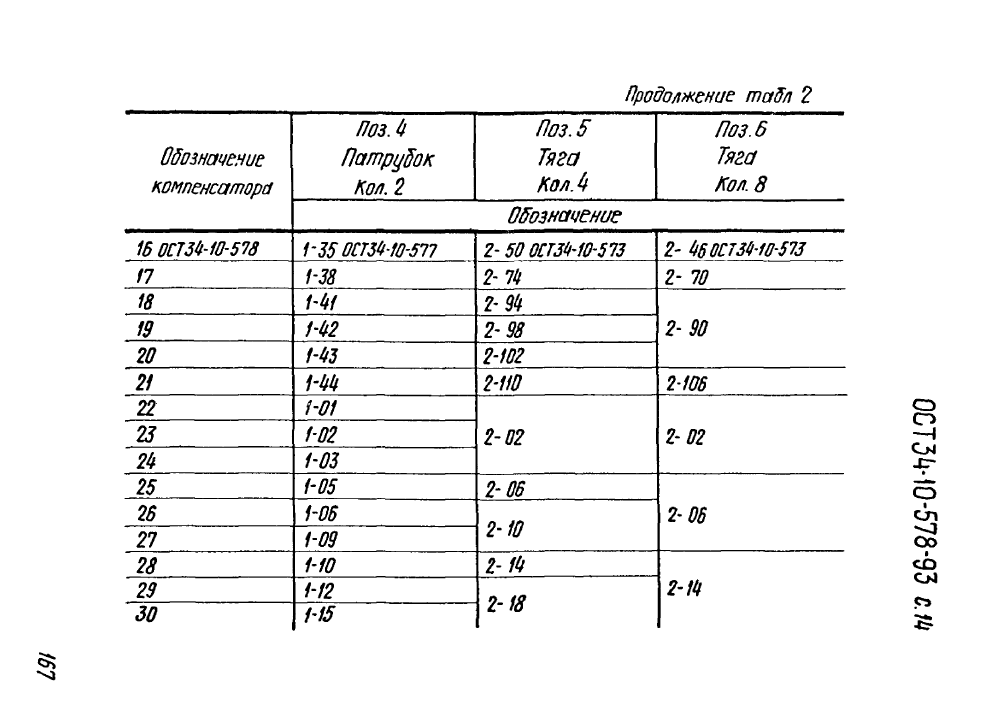 Продолжение табл 2
Обозначение компенсатора Поз. 4 Патрубок Кол. 2 Поз. 5 Тяга Кол. 4 Поз. 6 Тяга Кол. 8
Обозначение
16 ОСТ34-10-578 1-35 ОСТ34-10-577 2- 50 ОСТ34-10-573 2- 46 ОСТ34-10-573
17 1-38 2- 74 2- 70
18 1-41 2- 94
19 1-42 2- 98 2- 90
20 1-43 2-102
21 1-44 2-110 2-106
22 1-01
23 1-02 2- 02 2- 02
24 1-03
25 1-05 2- 06
26 1-06 2- 10 2- 06
27 1-09
28 1-10 2- 14
29 1-12 2- 18 2-14
30 1-15
ОСТ34-10-578-93 с.14
167